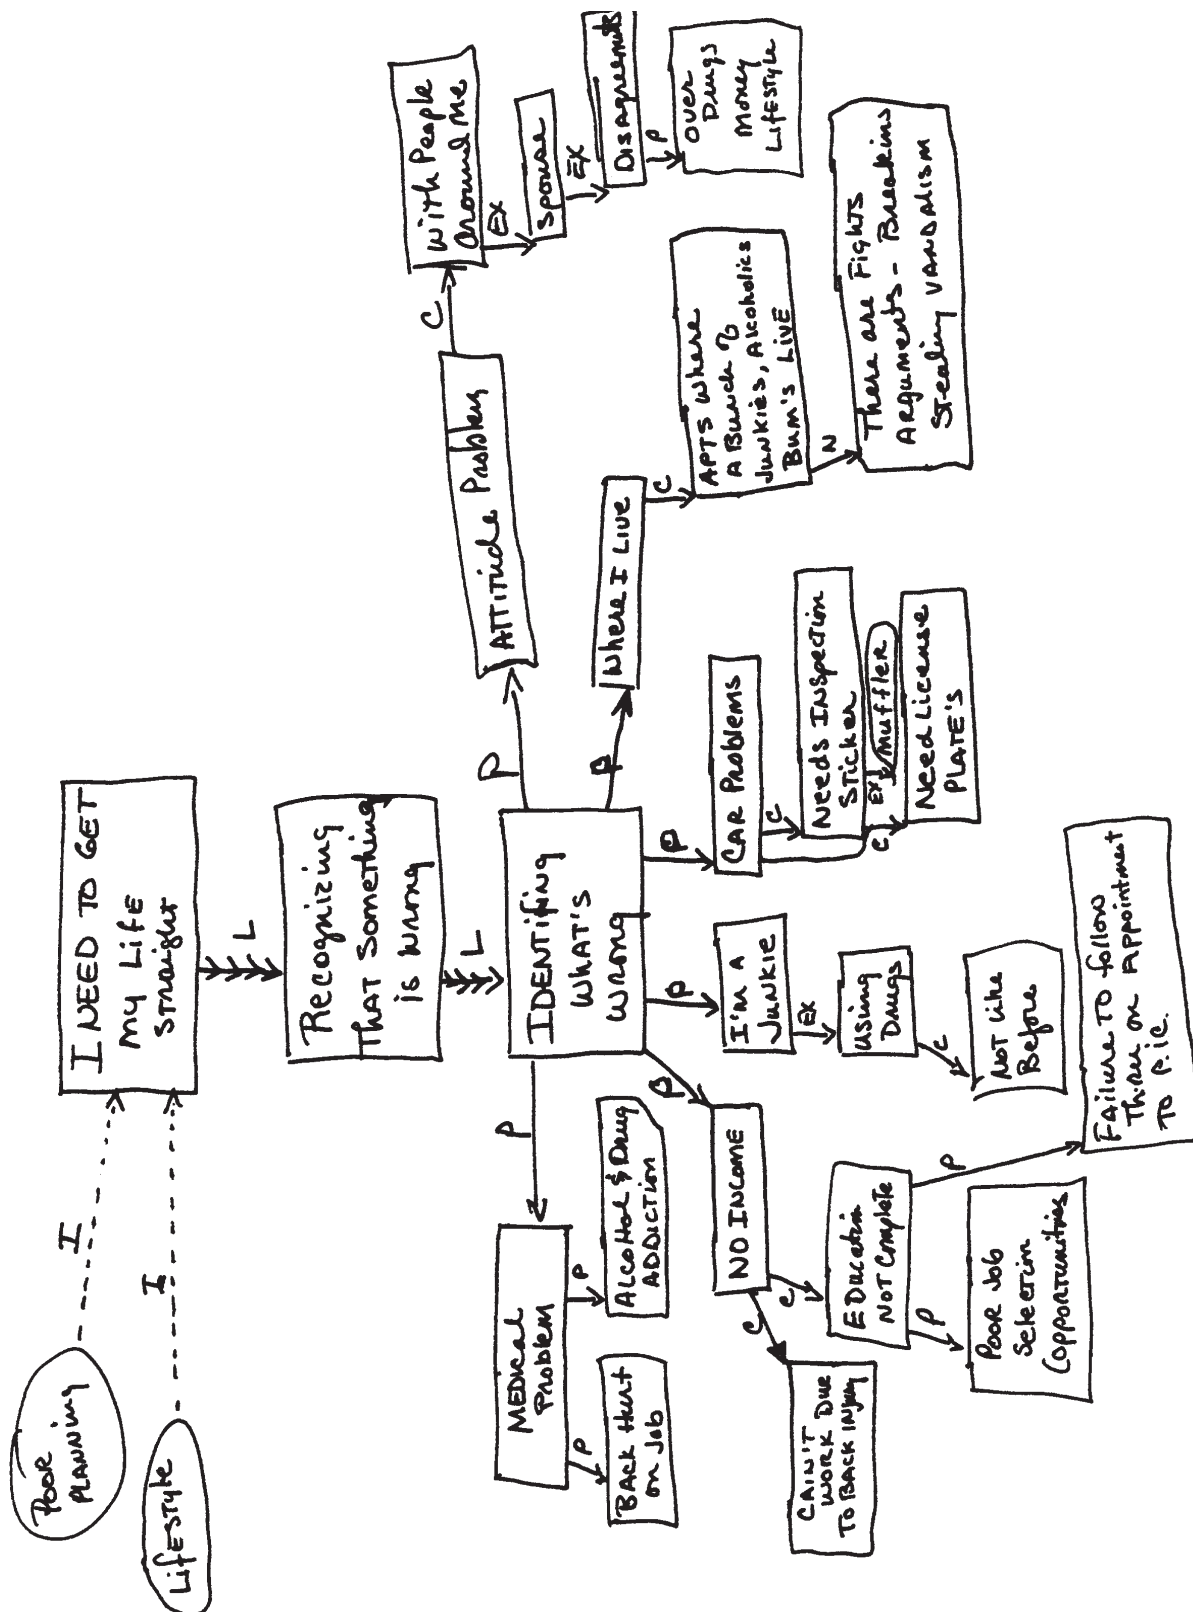 POOR
PLANNING
LifeSTYle
I
I
I NEED TO GET
My Life
STraighT
L
Recognizing
THAT SomeThing
is Wrong
L
IDENTifing
WHAT'S
Wrong
P
MEDical
Problem
P
BACK HurT
on Job
P
AlcoHol & Drug
ADDICTION
P
NO INCOME
C
CAIN'T
WORK Due
To BACK INjury
C
EDucation
NOT Complete
P
POOR Job
Selection
(OPPORTunities
P
FAilure TO follow
Thru on Appointment
To P.I.C.
P
I'm A
Junkie
EX
using
Drugs
C
NOT Like
Before
P
CAR Problems
C
Needs INSpection
STicker
EX
Muffler
C
Need License
PLATE'S
P
Where I Live
C
APTS Where
A Bunch of
Junkies, Alcoholics
Bum's LivE
N
There are Fights
Arguments - Breakins
Stealing VANDALISM
P
ATTITude Problem
C
With People
around Me
EX
Spouse
EX
Disagreements
P
Over
Drugs
Money
LifeSTyle